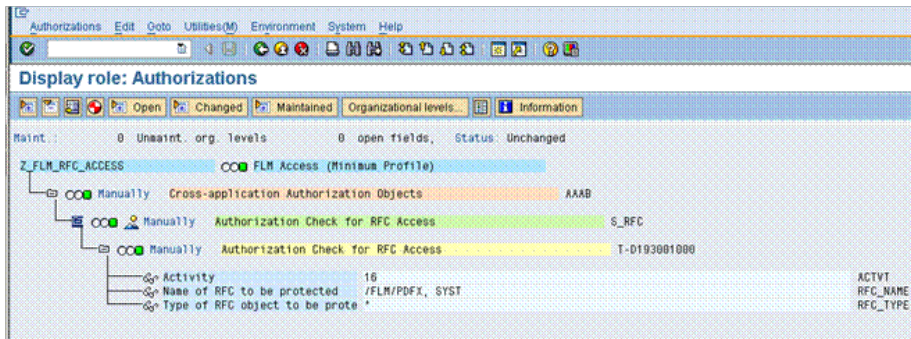 Authorizations Edit Goto Utilities(M) Environment System Help
Display role: Authorizations
Open Changed Maintained Organizational levels... Information
Maint.: 0 Unmaint. org. levels 0 open fields, Status: Unchanged
Z_FLM_RFC_ACCESS FLM Access (Minimum Profile)
Manually Cross-application Authorization Objects AAAB
Manually Authorization Check for RFC Access S_RFC
Manually Authorization Check for RFC Access T-D193001000
Activity 16 ACTVT
Name of RFC to be protected /FLM/PDFX, SYST RFC_NAME
Type of RFC object to be prote * RFC_TYPE